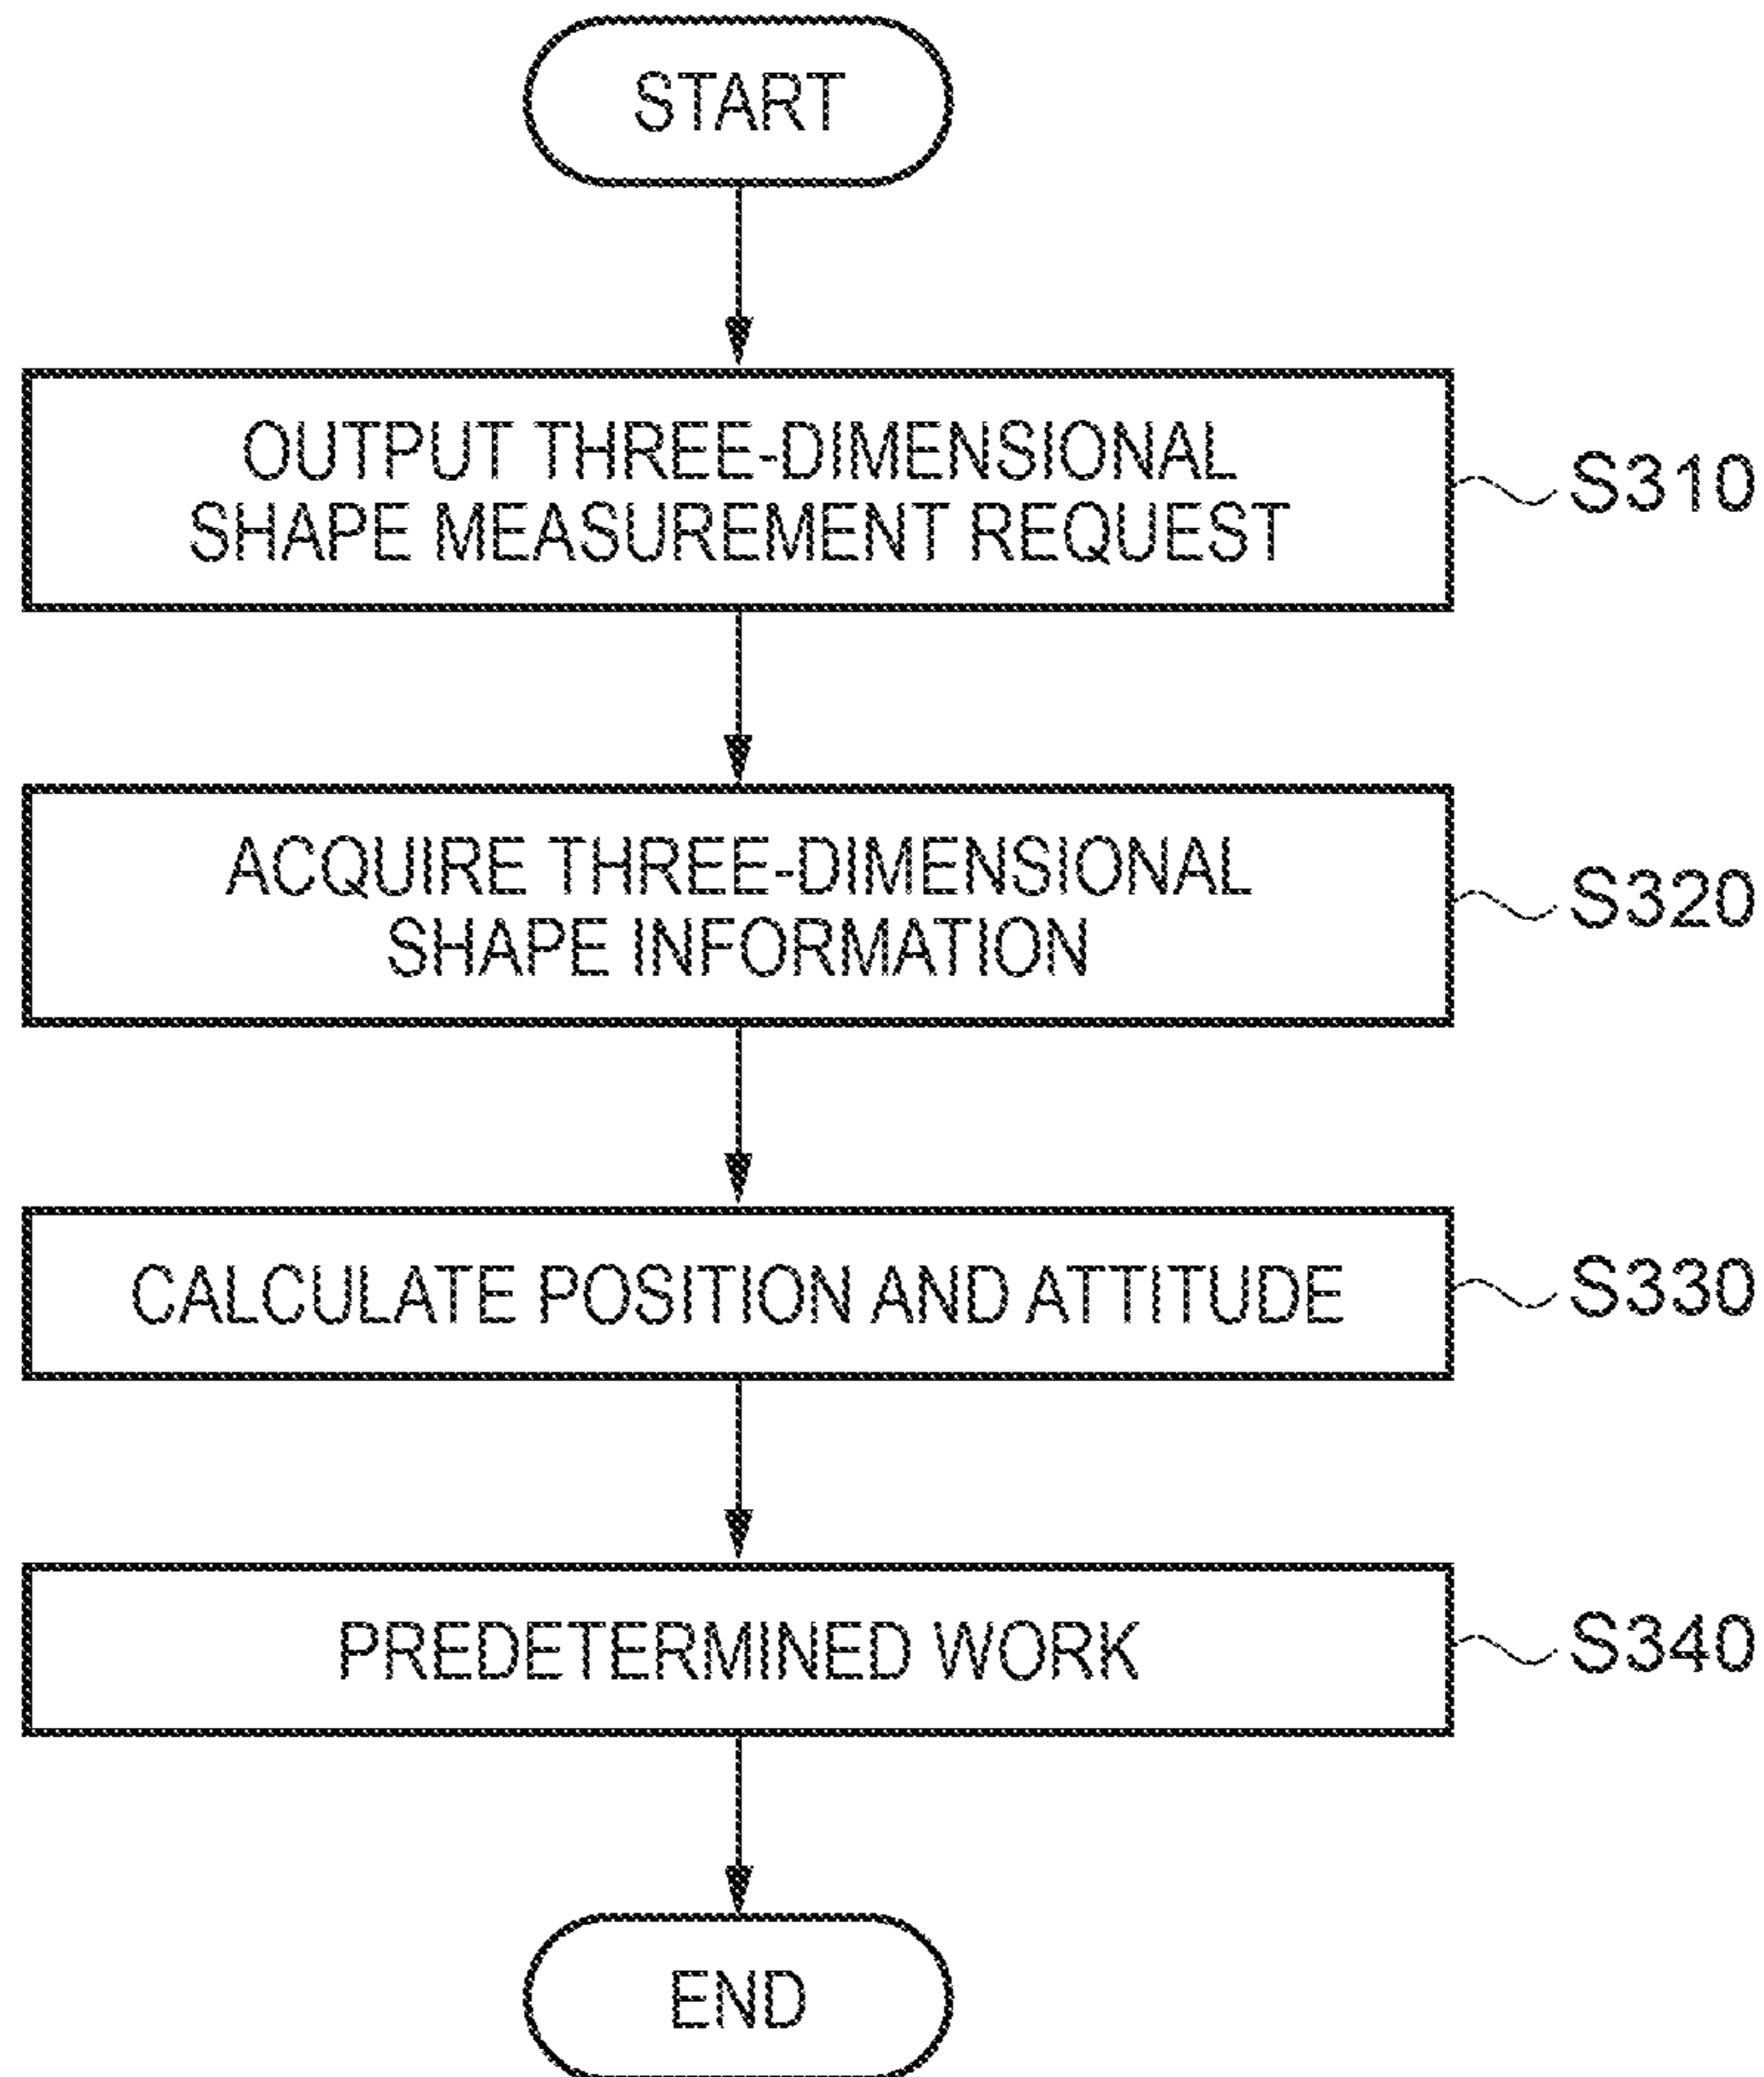 START
OUTPUT THREE-DIMENSIONAL
SHAPE MEASUREMENT REQUEST
S310
ACQUIRE THREE-DIMENSIONAL
SHAPE INFORMATION
S320
CALCULATE POSITION AND ATTITUDE
S330
PREDETERMINED WORK
S340
END